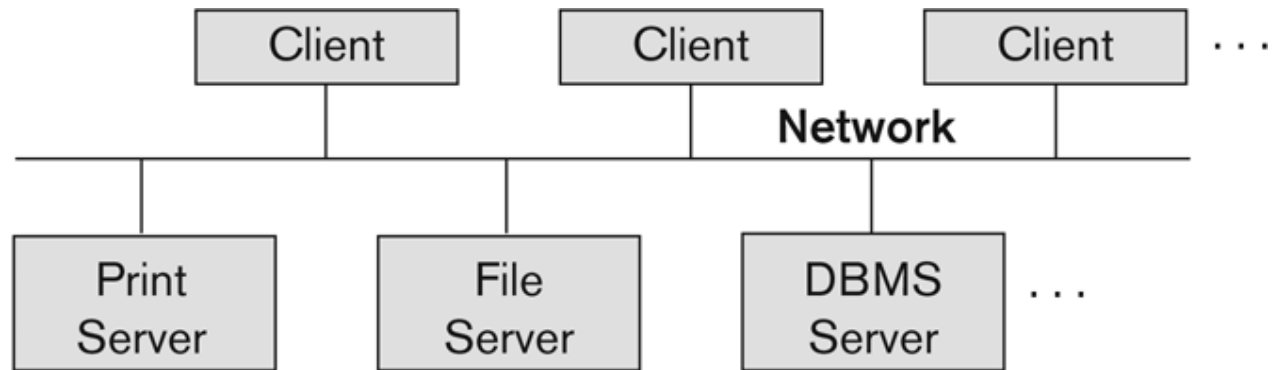 Client
Client
Client
. . .
Network
Print
Server
File
Server
DBMS
Server
. . .